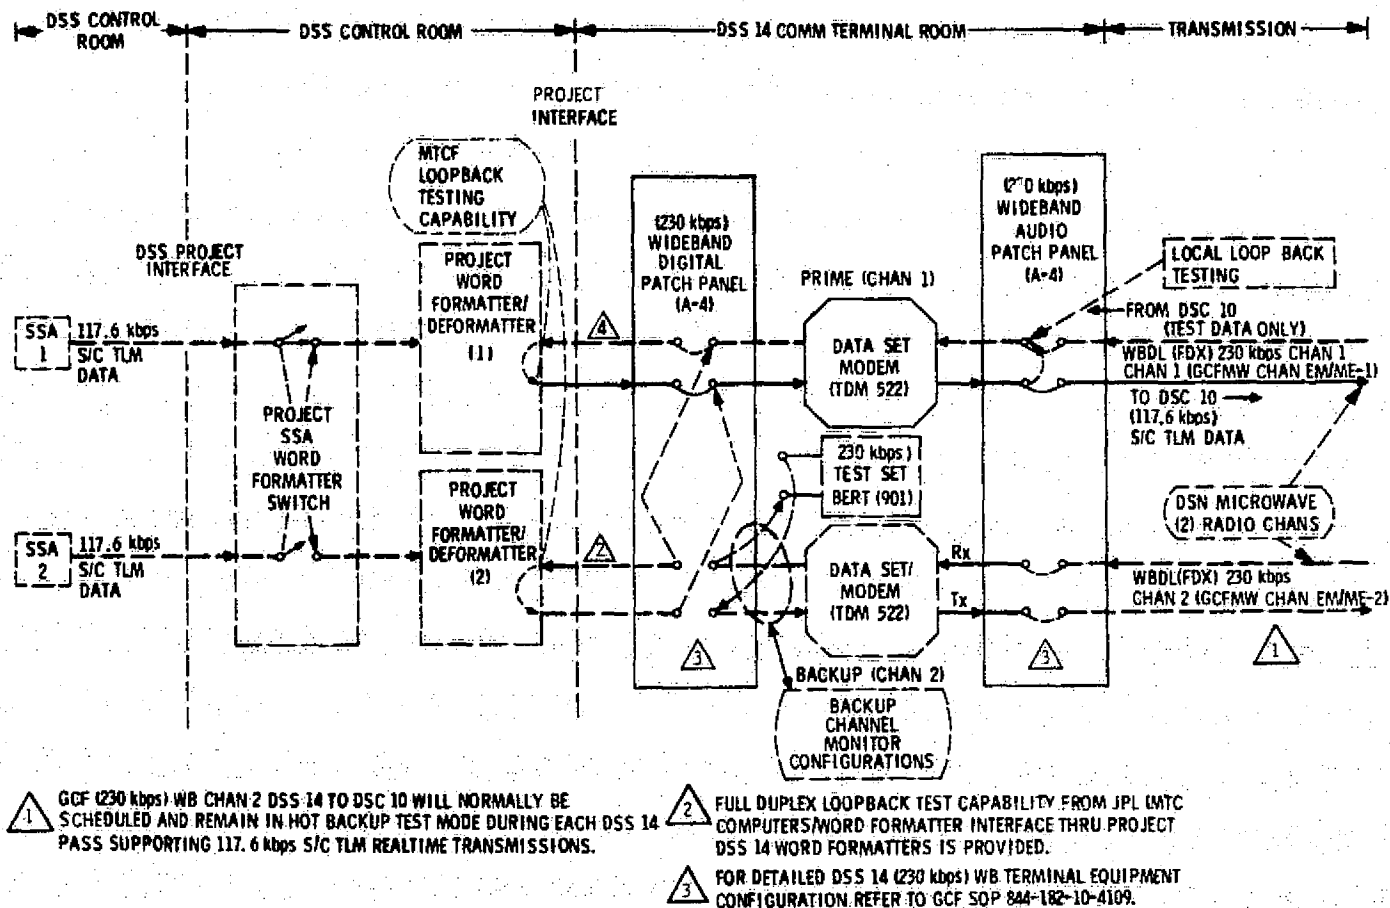 DSS CONTROL
ROOM
DSS CONTROL ROOM
DSS 14 COMM TERMINAL ROOM
TRANSMISSION
PROJECT
INTERFACE
MTCF
LOOPBACK
TESTING
CAPABILITY
DSS PROJECT
INTERFACE
SSA
1
117.6 kbps
S/C TLM
DATA
SSA
2
117.6 kbps
S/C TLM
DATA
PROJECT
SSA
WORD
FORMATTER
SWITCH
PROJECT
WORD
FORMATTER/
DEFORMATTER
(1)
PROJECT
WORD
FORMATTER/
DEFORMATTER
(2)
4
2
(230 kbps)
WIDEBAND
DIGITAL
PATCH PANEL
(A-4)
3
PRIME (CHAN 1)
DATA SET
MODEM
(TDM 522)
230 kbps)
TEST SET
BERT (901)
DATA SET/
MODEM
(TDM 522)
Rx
Tx
BACKUP (CHAN 2)
BACKUP
CHANNEL
MONITOR
CONFIGURATIONS
kbps)
WIDEBAND
AUDIO
PATCH PANEL
(A-4)
3
LOCAL LOOP BACK
TESTING
FROM DSC 10
(TEST DATA ONLY)
WBDL (FDX) 230 kbps CHAN 1
CHAN 1 (GCFMW CHAN EM/ME-1)
TO DSC 10
(117.6 kbps)
S/C TLM DATA
DSN MICROWAVE
(2) RADIO CHANS
WBDL(FDX) 230 kbps
CHAN 2 (GCFMW CHAN EM/ME-2)
1
1 GCF (230 kbps) WB CHAN 2 DSS 14 TO DSC 10 WILL NORMALLY BE
SCHEDULED AND REMAIN IN HOT BACKUP TEST MODE DURING EACH DSS 14
PASS SUPPORTING 117.6 kbps S/C TLM REALTIME TRANSMISSIONS.
2 FULL DUPLEX LOOPBACK TEST CAPABILITY FROM JPL (MTC
COMPUTERS/WORD FORMATTER INTERFACE THRU PROJECT
DSS 14 WORD FORMATTERS IS PROVIDED.
3 FOR DETAILED DSS 14 (230 kbps) WB TERMINAL EQUIPMENT
CONFIGURATION REFER TO GCF SOP 844-182-10-4109.